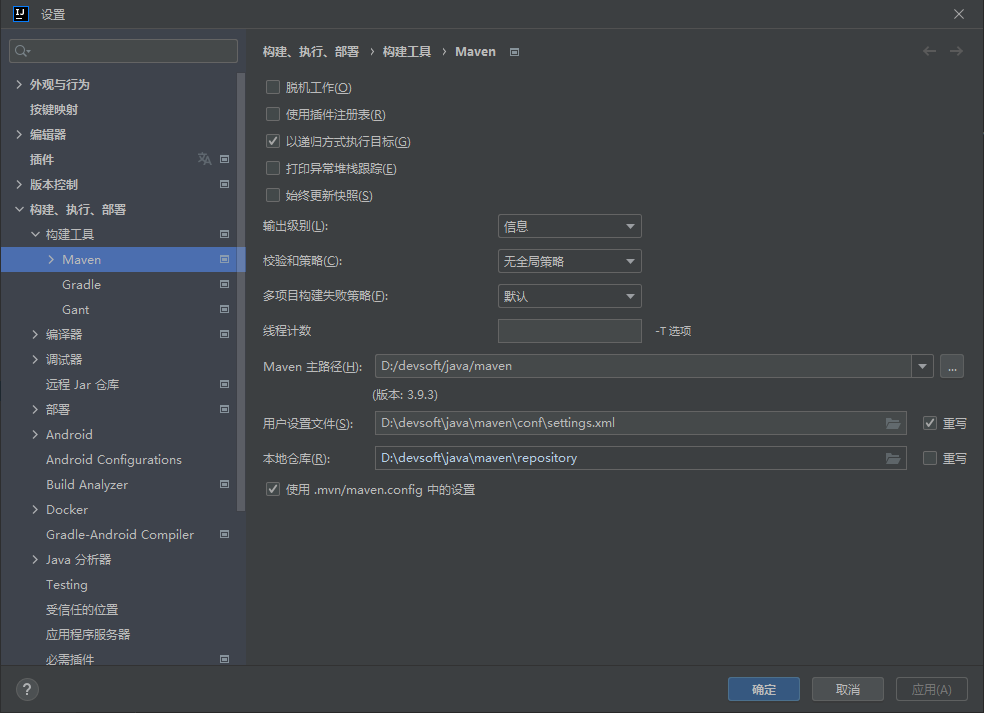 设置
外观与行为
按键映射
编辑器
插件
版本控制
构建、执行、部署
构建工具
Maven
Gradle
Gant
编译器
调试器
远程 Jar 仓库
部署
Android
Android Configurations
Build Analyzer
Docker
Gradle-Android Compiler
Java 分析器
Testing
受信任的位置
应用程序服务器
必需插件
构建、执行、部署 › 构建工具 › Maven
脱机工作(O)
使用插件注册表(R)
以递归方式执行目标(G)
打印异常堆栈跟踪(E)
始终更新快照(S)
输出级别(L): 信息
校验和策略(C): 无全局策略
多项目构建失败策略(F): 默认
线程计数 -T 选项
Maven 主路径(H): D:/devsoft/java/maven ...
(版本: 3.9.3)
用户设置文件(S): D:\devsoft\java\maven\conf\settings.xml 重写
本地仓库(R): D:\devsoft\java\maven\repository 重写
使用 .mvn/maven.config 中的设置
? 确定 取消 应用(A)